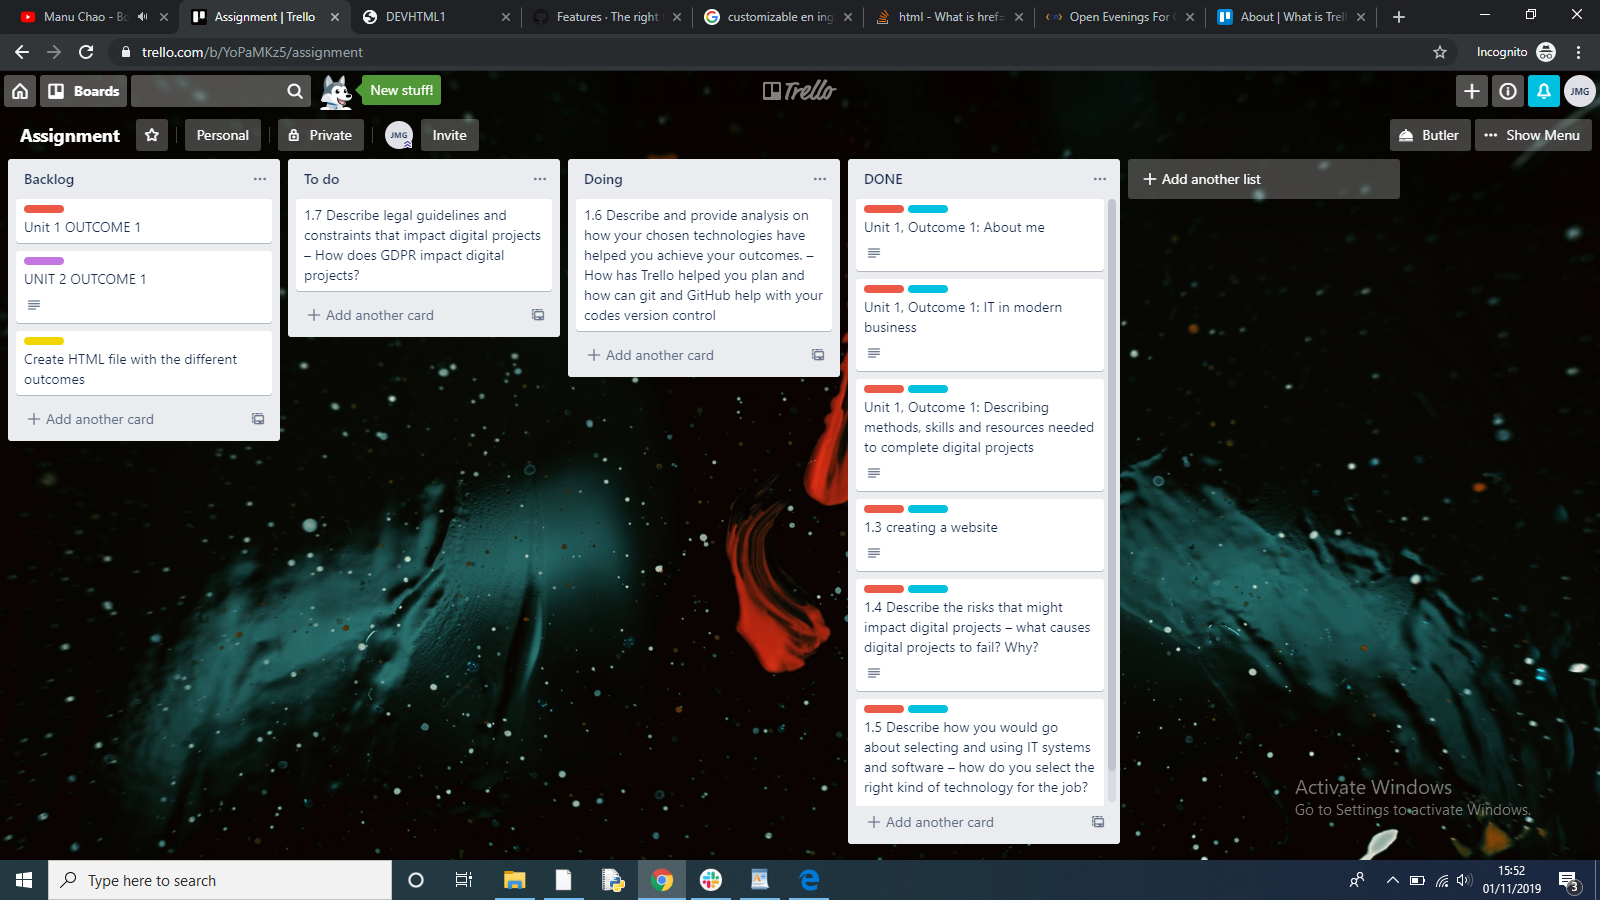 Manu Chao - Bo
Assignment | Trello
DEVHTML1
Features · The right
customizable en ing
html - What is href=
Open Evenings For
About | What is Trel
trello.com/b/YoPaMKz5/assignment
Incognito
Boards
New stuff!
Trello
JMG
Assignment
Personal
Private
JMG
Invite
Butler
Show Menu
Backlog
Unit 1 OUTCOME 1
UNIT 2 OUTCOME 1
Create HTML file with the different
outcomes
Add another card
To do
1.7 Describe legal guidelines and
constraints that impact digital projects
– How does GDPR impact digital
projects?
Add another card
Doing
1.6 Describe and provide analysis on
how your chosen technologies have
helped you achieve your outcomes. –
How has Trello helped you plan and
how can git and GitHub help with your
codes version control
Add another card
DONE
Unit 1, Outcome 1: About me
Unit 1, Outcome 1: IT in modern
business
Unit 1, Outcome 1: Describing
methods, skills and resources needed
to complete digital projects
1.3 creating a website
1.4 Describe the risks that might
impact digital projects – what causes
digital projects to fail? Why?
1.5 Describe how you would go
about selecting and using IT systems
and software – how do you select the
right kind of technology for the job?
Add another card
Add another list
Activate Windows
Go to Settings to activate Windows.
Type here to search
15:52
01/11/2019
3